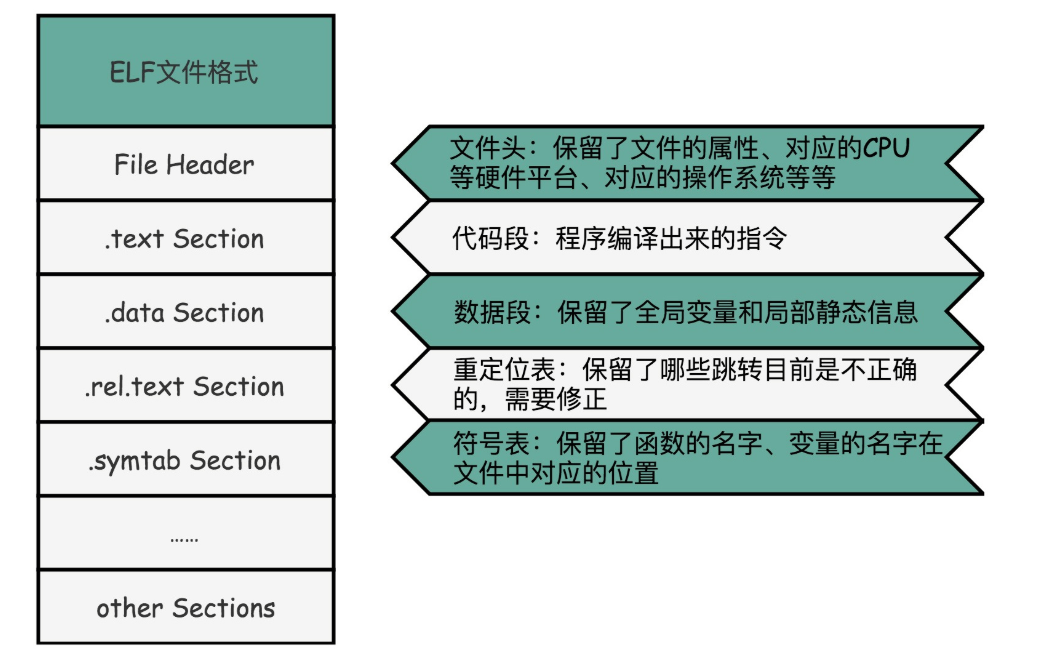 ELF文件格式
File Header
文件头：保留了文件的属性、对应的CPU
等硬件平台、对应的操作系统等等
.text Section
代码段：程序编译出来的指令
.data Section
数据段：保留了全局变量和局部静态信息
.rel.text Section
重定位表：保留了哪些跳转目前是不正确
的，需要修正
.symtab Section
符号表：保留了函数的名字、变量的名字在
文件中对应的位置
……
other Sections